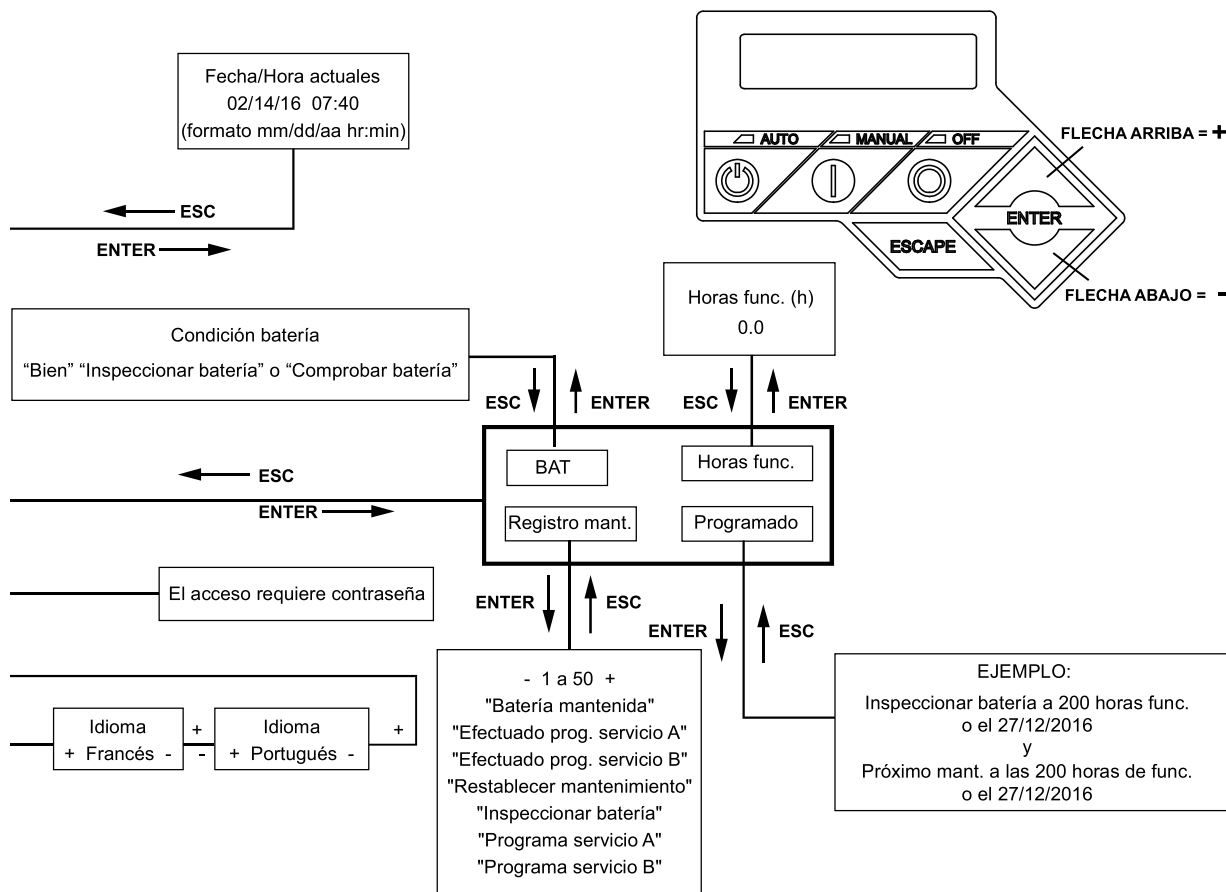 Fecha/Hora actuales
02/14/16 07:40
(formato mm/dd/aa hr:min)
AUTO
MANUAL
OFF
FLECHA ARRIBA = +
ENTER
ESCAPE
FLECHA ABAJO = -
ESC
ENTER
Horas func. (h)
0.0
Condición batería
“Bien” “Inspeccionar batería” o “Comprobar batería”
ESC
ENTER
ESC
ENTER
BAT
Horas func.
Registro mant.
Programado
ESC
ENTER
El acceso requiere contraseña
ENTER
ESC
ENTER
ESC
- 1 a 50 +
"Batería mantenida"
"Efectuado prog. servicio A"
"Efectuado prog. servicio B"
"Restablecer mantenimiento"
"Inspeccionar batería"
"Programa servicio A"
"Programa servicio B"
EJEMPLO:
Inspeccionar batería a 200 horas func.
o el 27/12/2016
y
Próximo mant. a las 200 horas de func.
o el 27/12/2016
Idioma
+ Francés -
+
-
Idioma
+ Portugués -
+